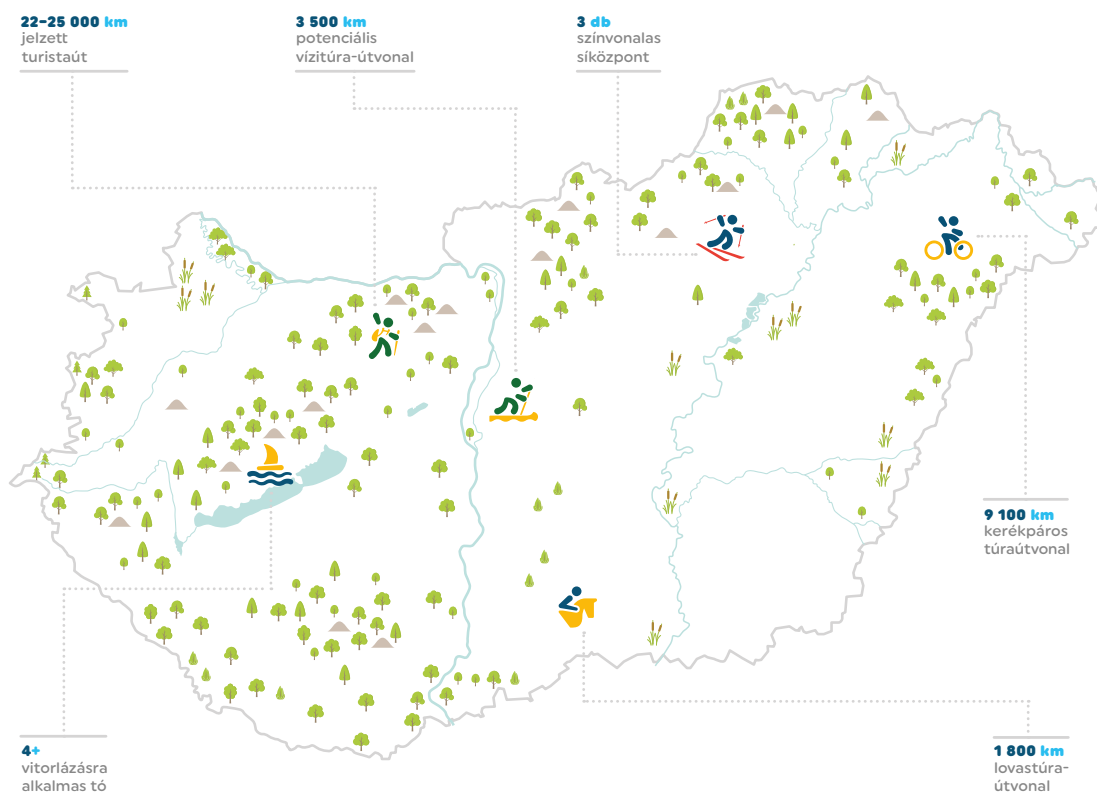 22–25 000 km
jelzett
turistaút
3 500 km
potenciális
vízitúra-útvonal
3 db
színvonalas
síközpont
9 100 km
kerékpáros
túraútvonal
4+
vitorlázásra
alkalmas tó
1 800 km
lovastúra-
útvonal